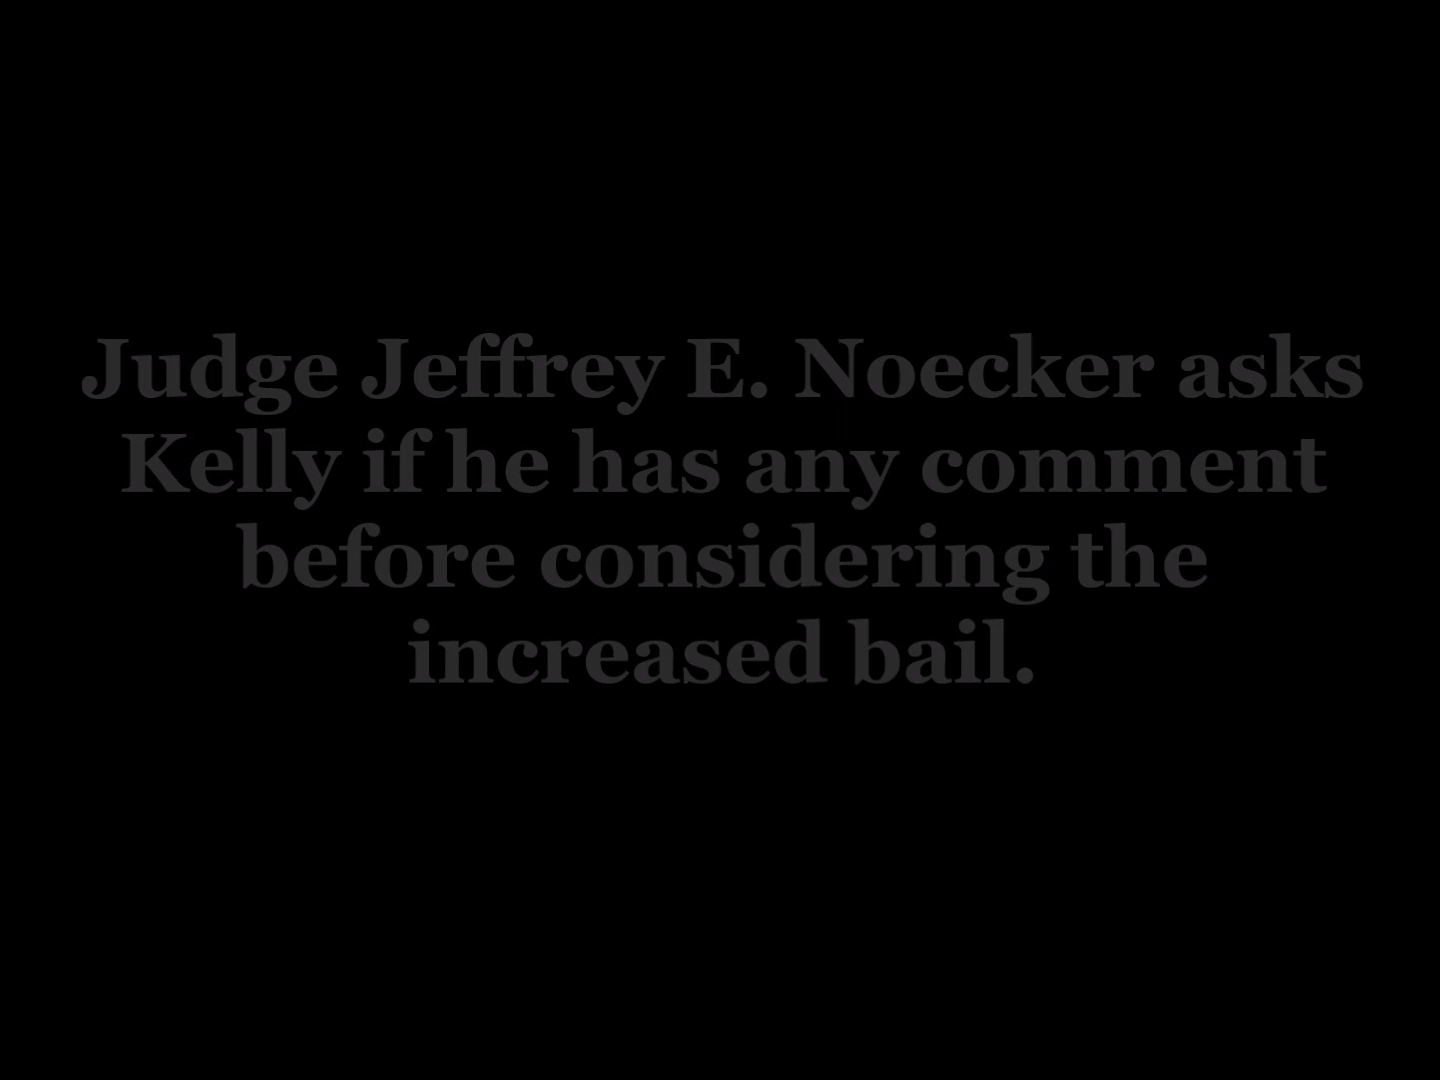 Judge Jeffrey E. Noecker asks
Kelly if he has any comment
before considering the
increased bail.